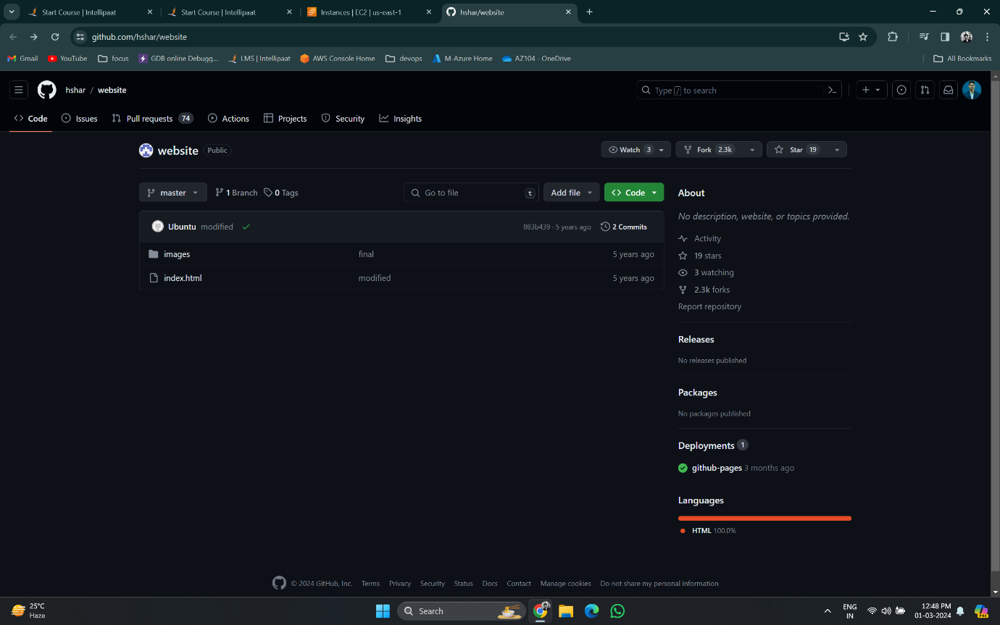 Start Course | Intellipaat
Start Course | Intellipaat
Instances | EC2 | us-east-1
hshar/website
github.com/hshar/website
Gmail
YouTube
focus
GDB online Debugg...
LMS | Intellipaat
AWS Console Home
devops
M-Azure Home
AZ104 - OneDrive
All Bookmarks
hshar / website
Type / to search
Code
Issues
Pull requests 74
Actions
Projects
Security
Insights
website Public
Watch 3
Fork 2.3k
Star 19
master
1 Branch
0 Tags
Go to file t
Add file
Code
Ubuntu modified
883b439 · 5 years ago
2 Commits
images final 5 years ago
index.html modified 5 years ago
About
No description, website, or topics provided.
Activity
19 stars
3 watching
2.3k forks
Report repository
Releases
No releases published
Packages
No packages published
Deployments 1
github-pages 3 months ago
Languages
HTML 100.0%
© 2024 GitHub, Inc. Terms Privacy Security Status Docs Contact Manage cookies Do not share my personal information
25°C
Haze
Search
ENG
IN
12:48 PM
01-03-2024
PRE